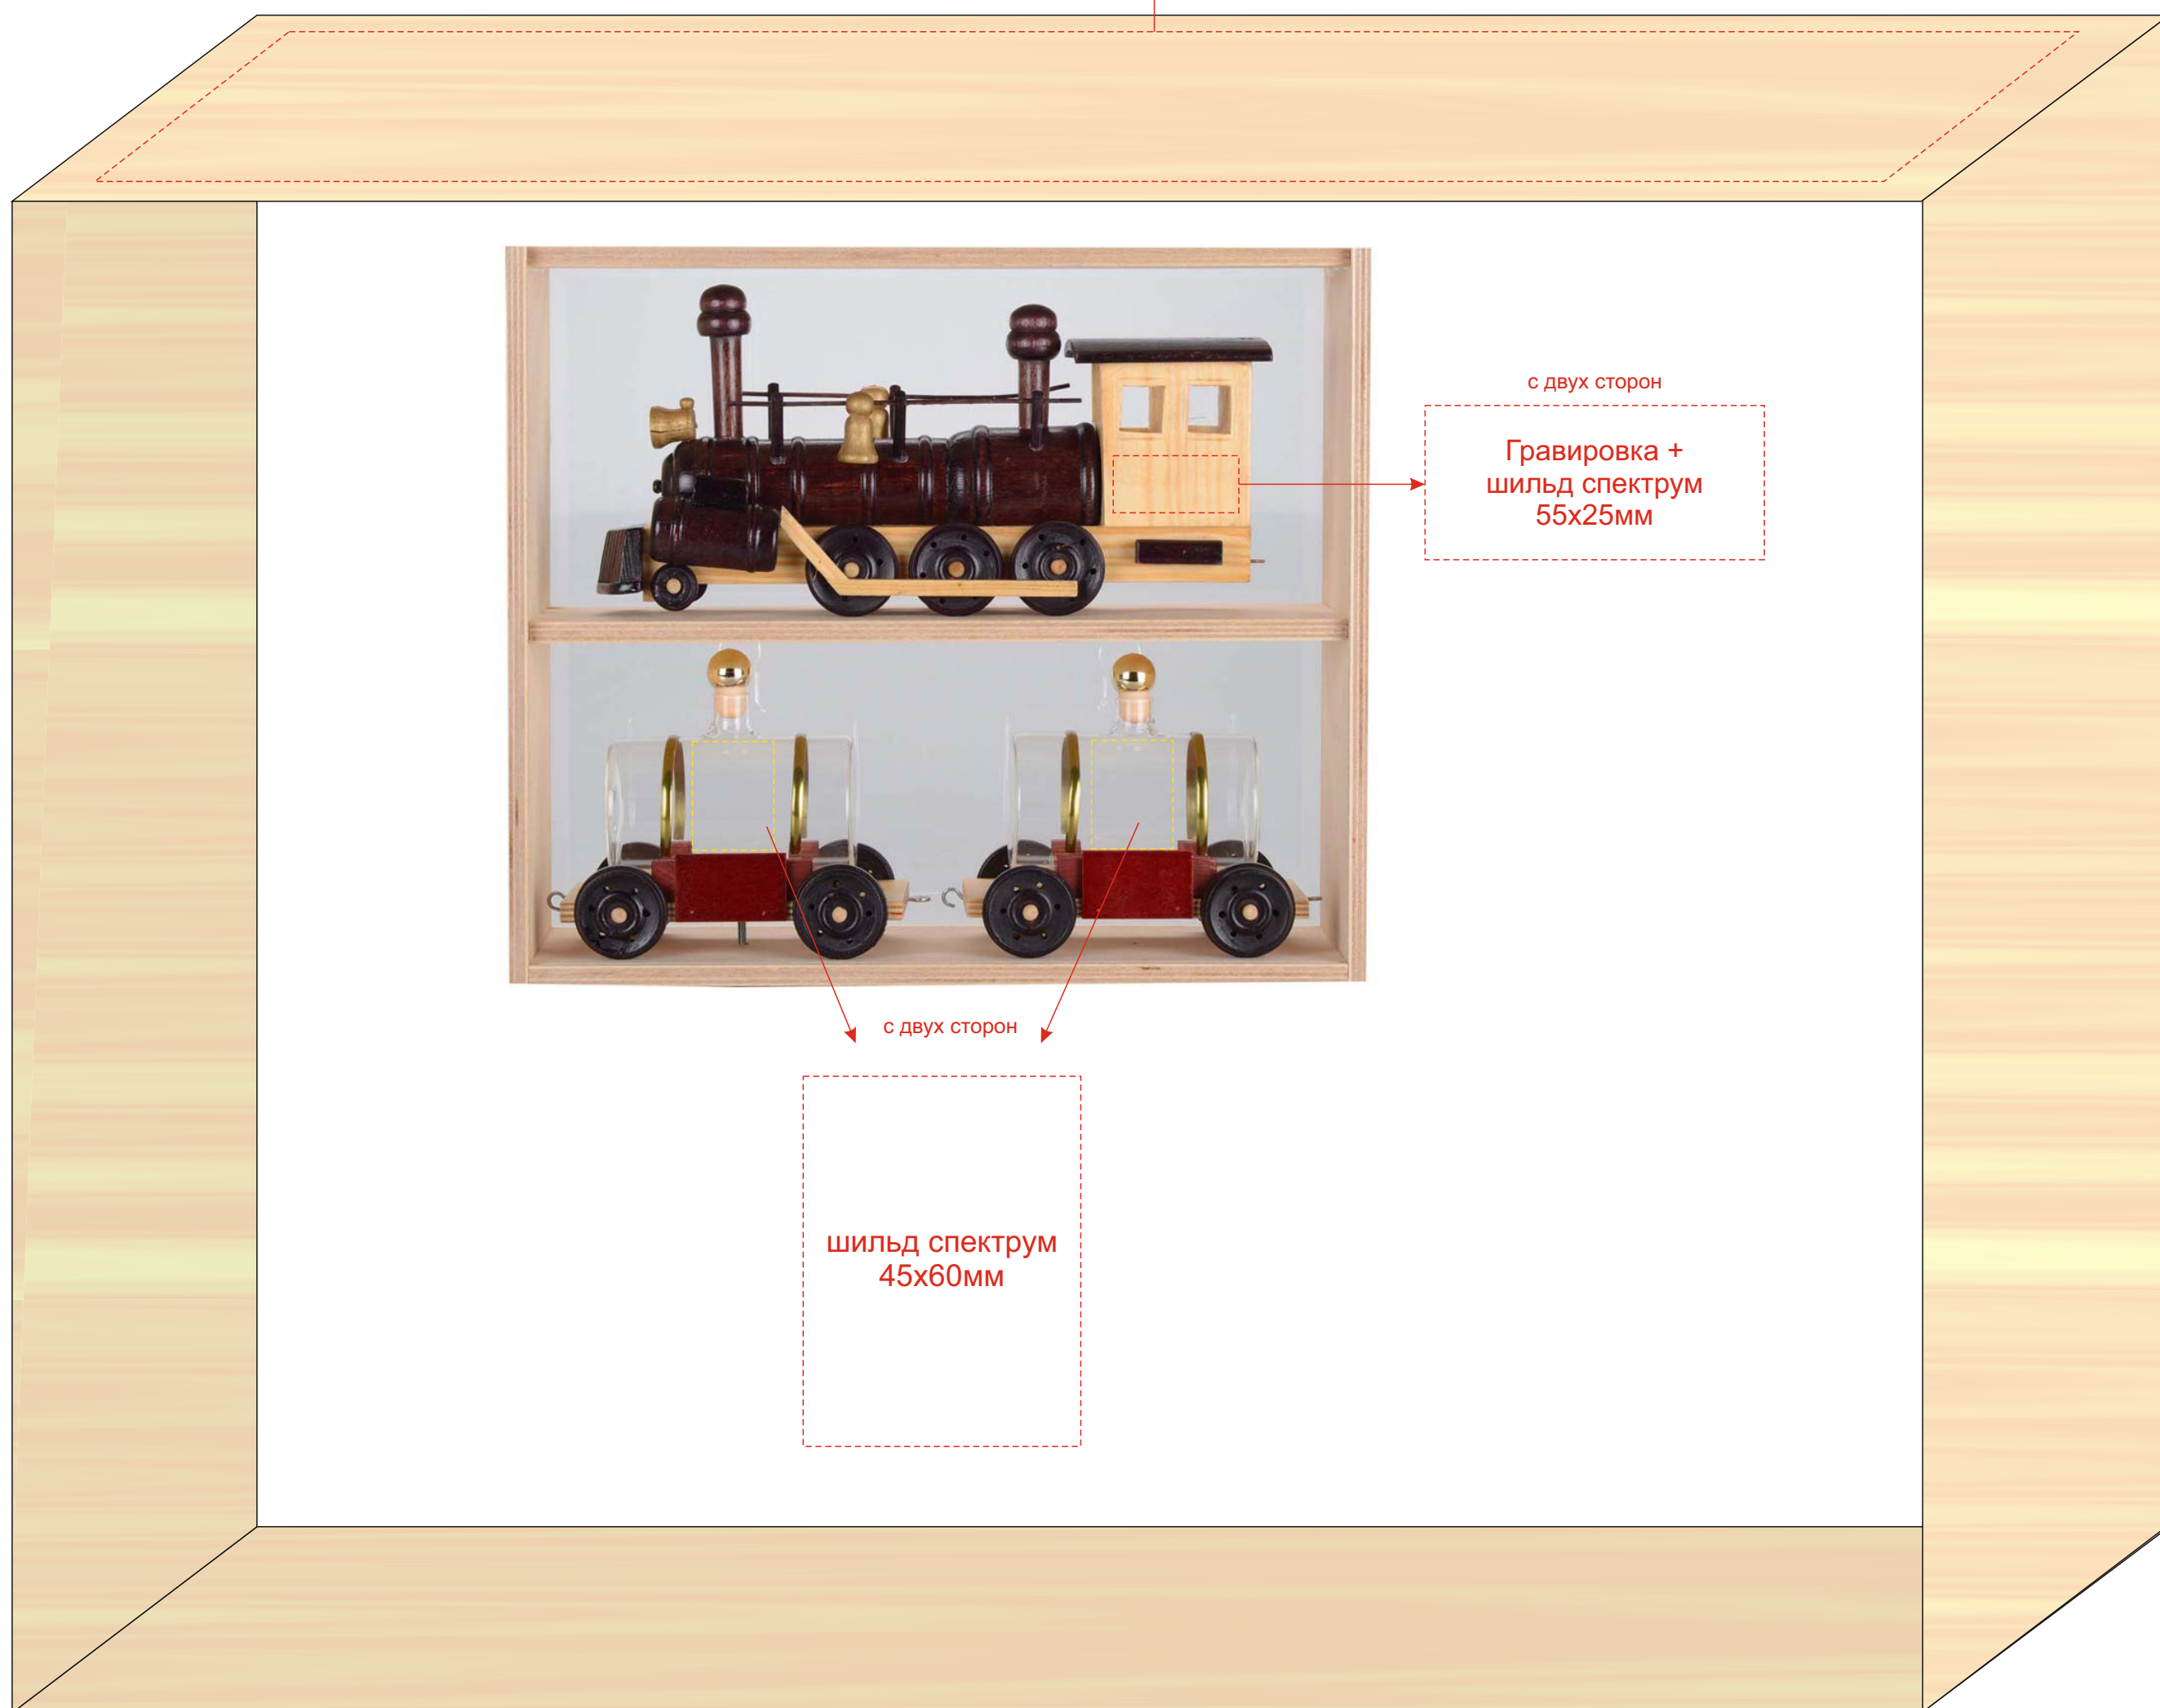 с двух сторон
Гравировка +
шильд спектрум
55х25мм
с двух сторон
шильд спектрум
45х60мм